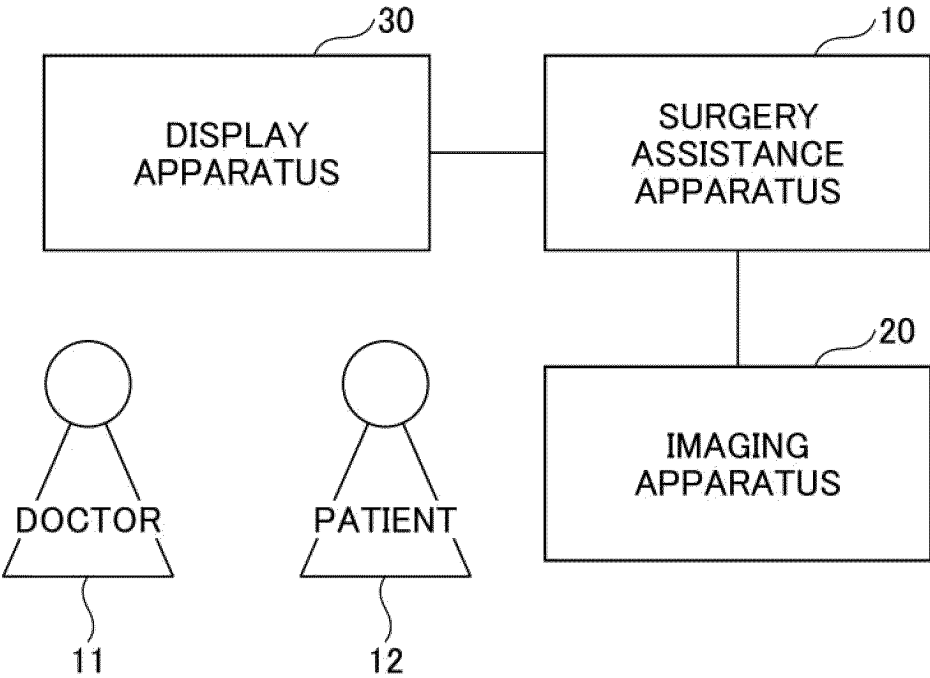 30
10
DISPLAY
APPARATUS
SURGERY
ASSISTANCE
APPARATUS
20
IMAGING
APPARATUS
DOCTOR
PATIENT
11
12